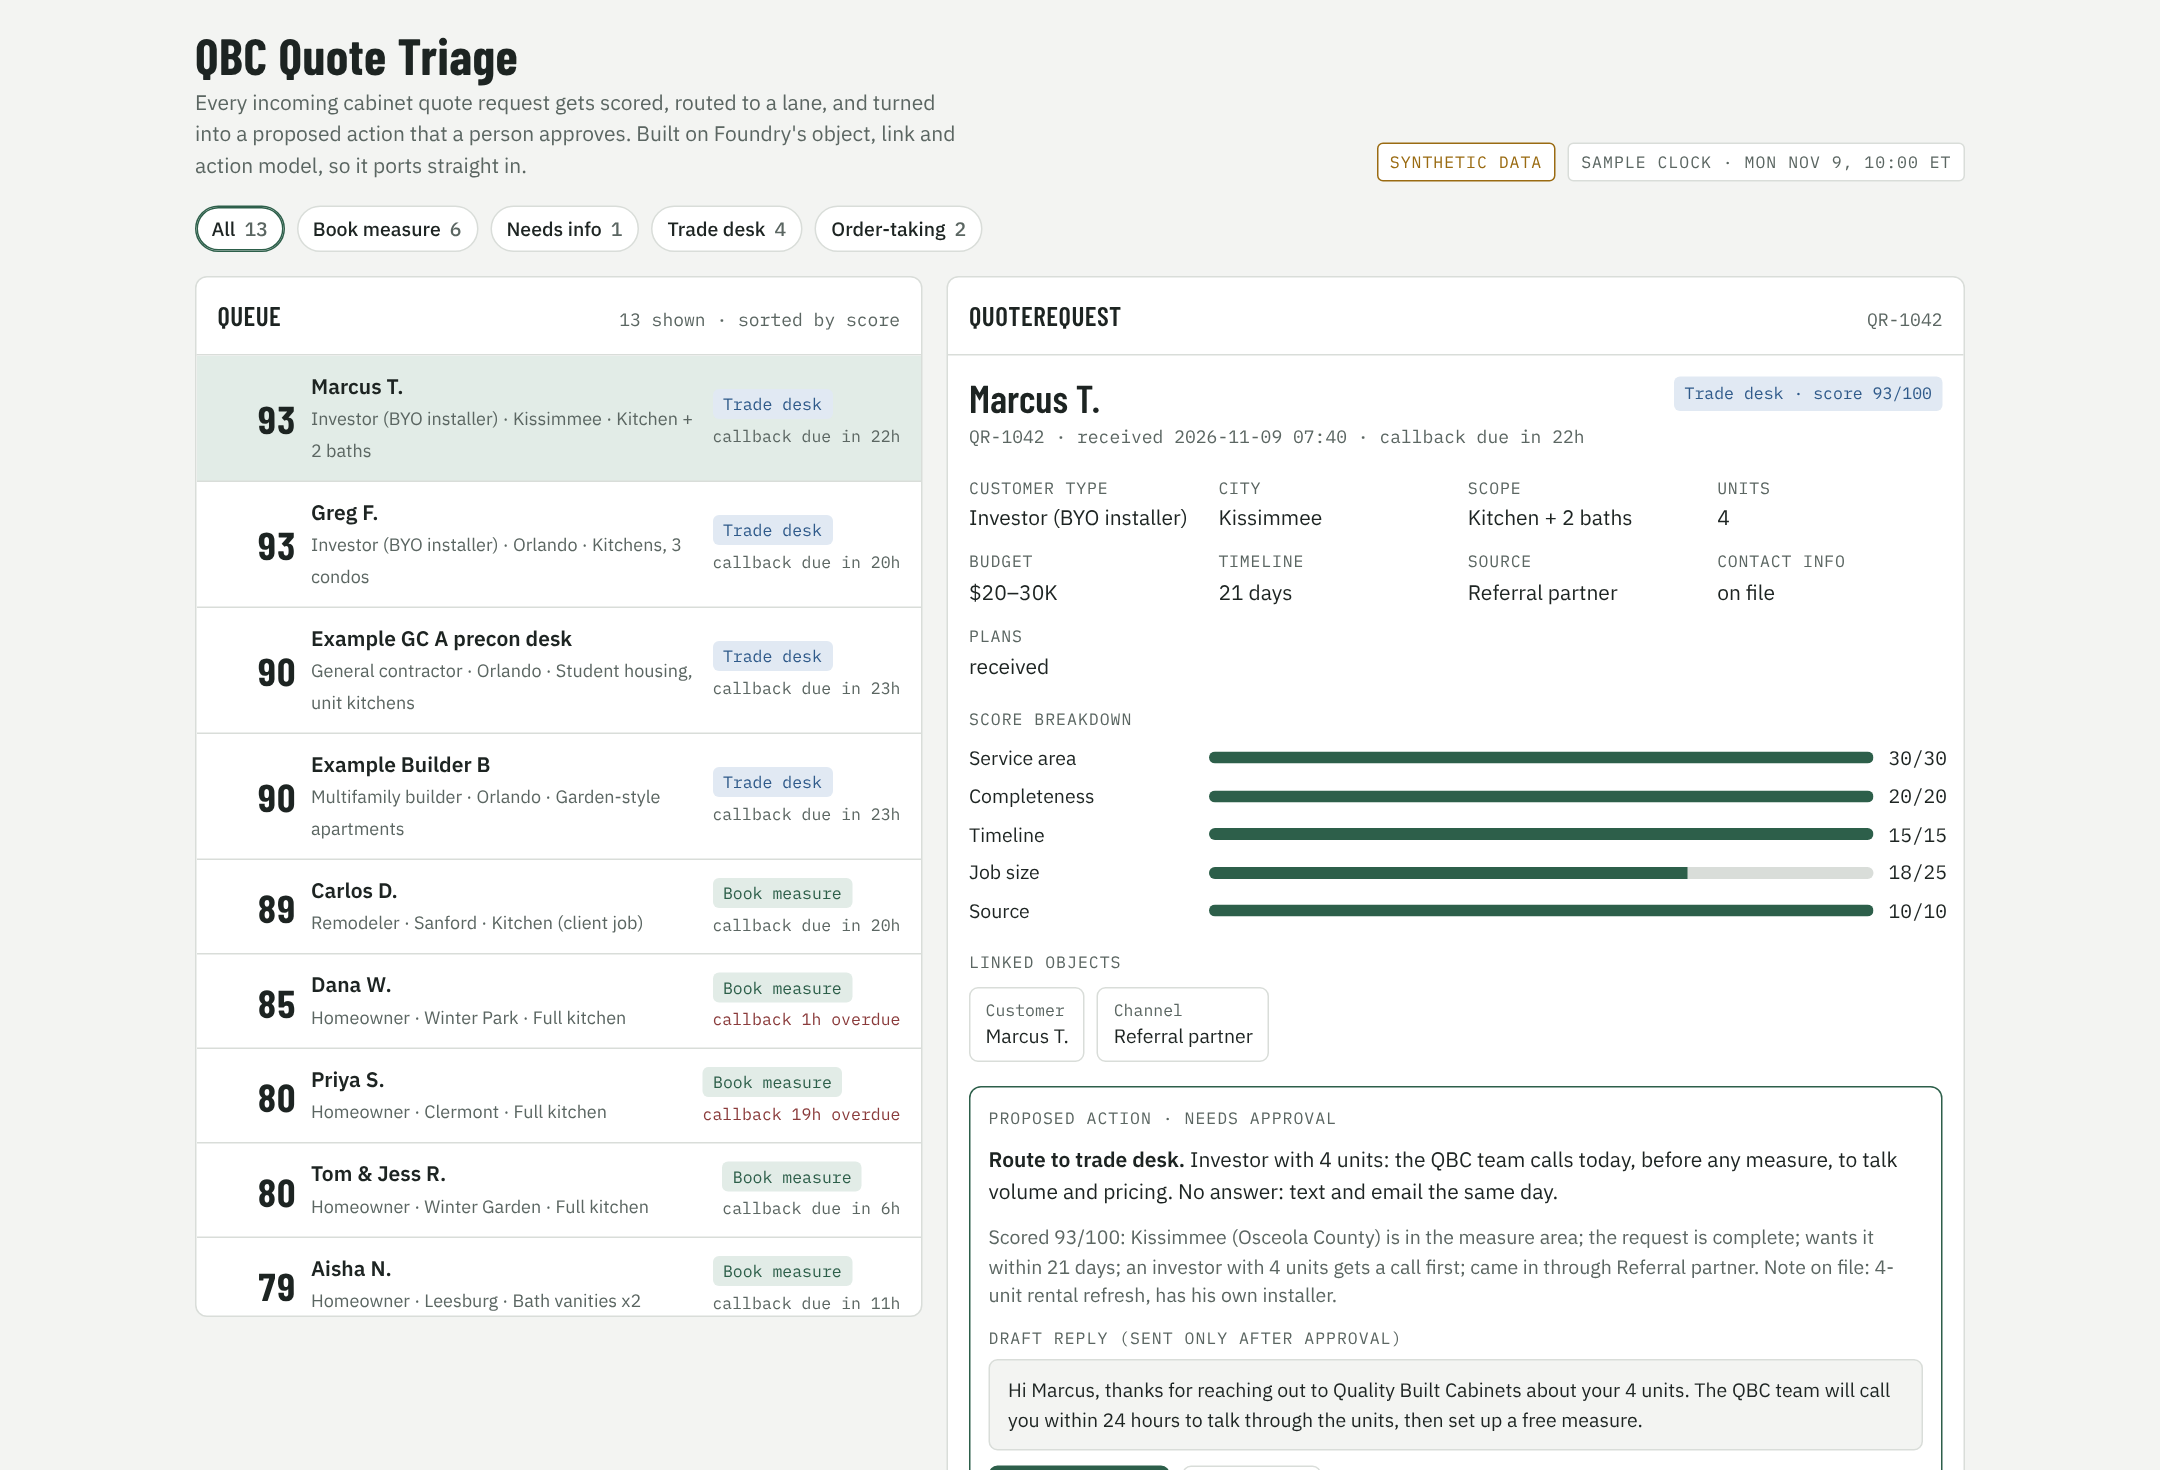 QBC Quote Triage
Every incoming cabinet quote request gets scored, routed to a lane, and turned
into a proposed action that a person approves. Built on Foundry's object, link and
action model, so it ports straight in.
SYNTHETIC DATA
SAMPLE CLOCK · MON NOV 9, 10:00 ET
All 13
Book measure 6
Needs info 1
Trade desk 4
Order-taking 2
QUEUE
13 shown · sorted by score
93
Marcus T.
Investor (BYO installer) · Kissimmee · Kitchen +
2 baths
Trade desk
callback due in 22h
93
Greg F.
Investor (BYO installer) · Orlando · Kitchens, 3
condos
Trade desk
callback due in 20h
90
Example GC A precon desk
General contractor · Orlando · Student housing,
unit kitchens
Trade desk
callback due in 23h
90
Example Builder B
Multifamily builder · Orlando · Garden-style
apartments
Trade desk
callback due in 23h
89
Carlos D.
Remodeler · Sanford · Kitchen (client job)
Book measure
callback due in 20h
85
Dana W.
Homeowner · Winter Park · Full kitchen
Book measure
callback 1h overdue
80
Priya S.
Homeowner · Clermont · Full kitchen
Book measure
callback 19h overdue
80
Tom & Jess R.
Homeowner · Winter Garden · Full kitchen
Book measure
callback due in 6h
79
Aisha N.
Homeowner · Leesburg · Bath vanities x2
Book measure
callback due in 11h
QUOTEREQUEST
QR-1042
Marcus T.
Trade desk · score 93/100
QR-1042 · received 2026-11-09 07:40 · callback due in 22h
CUSTOMER TYPE
Investor (BYO installer)
CITY
Kissimmee
SCOPE
Kitchen + 2 baths
UNITS
4
BUDGET
$20–30K
TIMELINE
21 days
SOURCE
Referral partner
CONTACT INFO
on file
PLANS
received
SCORE BREAKDOWN
Service area 30/30
Completeness 20/20
Timeline 15/15
Job size 18/25
Source 10/10
LINKED OBJECTS
Customer
Marcus T.
Channel
Referral partner
PROPOSED ACTION · NEEDS APPROVAL
Route to trade desk. Investor with 4 units: the QBC team calls today, before any measure, to talk
volume and pricing. No answer: text and email the same day.
Scored 93/100: Kissimmee (Osceola County) is in the measure area; the request is complete; wants it
within 21 days; an investor with 4 units gets a call first; came in through Referral partner. Note on file: 4-
unit rental refresh, has his own installer.
DRAFT REPLY (SENT ONLY AFTER APPROVAL)
Hi Marcus, thanks for reaching out to Quality Built Cabinets about your 4 units. The QBC team will call
you within 24 hours to talk through the units, then set up a free measure.